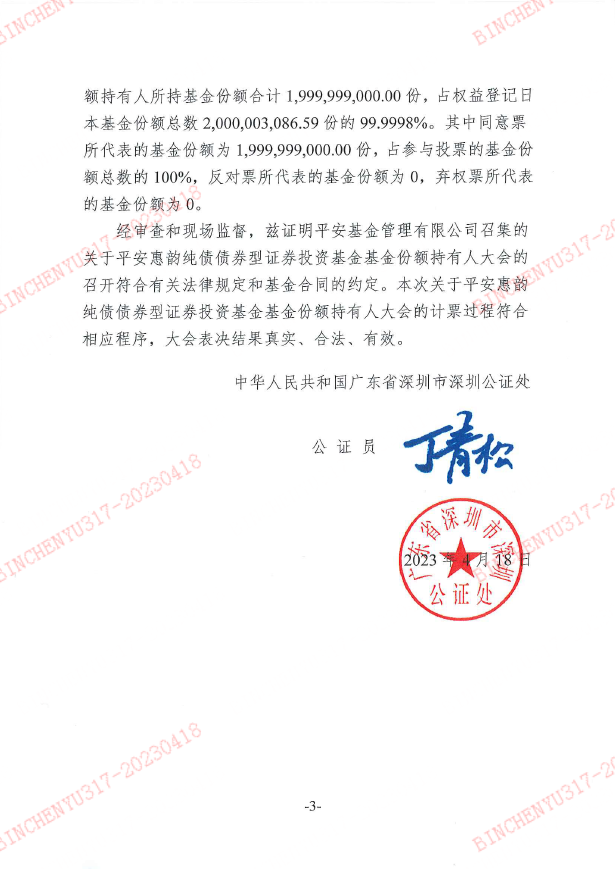 额持有人所持基金份额合计 1,999,999,000.00 份，占权益登记日
本基金份额总数 2,000,003,086.59 份的 99.9998%。其中同意票
所代表的基金份额为 1,999,999,000.00 份，占参与投票的基金份
额总数的 100%，反对票所代表的基金份额为 0，弃权票所代表
的基金份额为 0。
经审查和现场监督，兹证明平安基金管理有限公司召集的
关于平安惠韵纯债债券型证券投资基金基金份额持有人大会的
召开符合有关法律规定和基金合同的约定。本次关于平安惠韵
纯债债券型证券投资基金基金份额持有人大会的计票过程符合
相应程序，大会表决结果真实、合法、有效。
中华人民共和国广东省深圳市深圳公证处
公 证 员 丁青松
2023 年 4 月 18 日
广东省深圳市深圳
公证处
-3-
BINCHENYU317-20230418
BINCHENYU317-20230418
BINCHENYU317-20230418